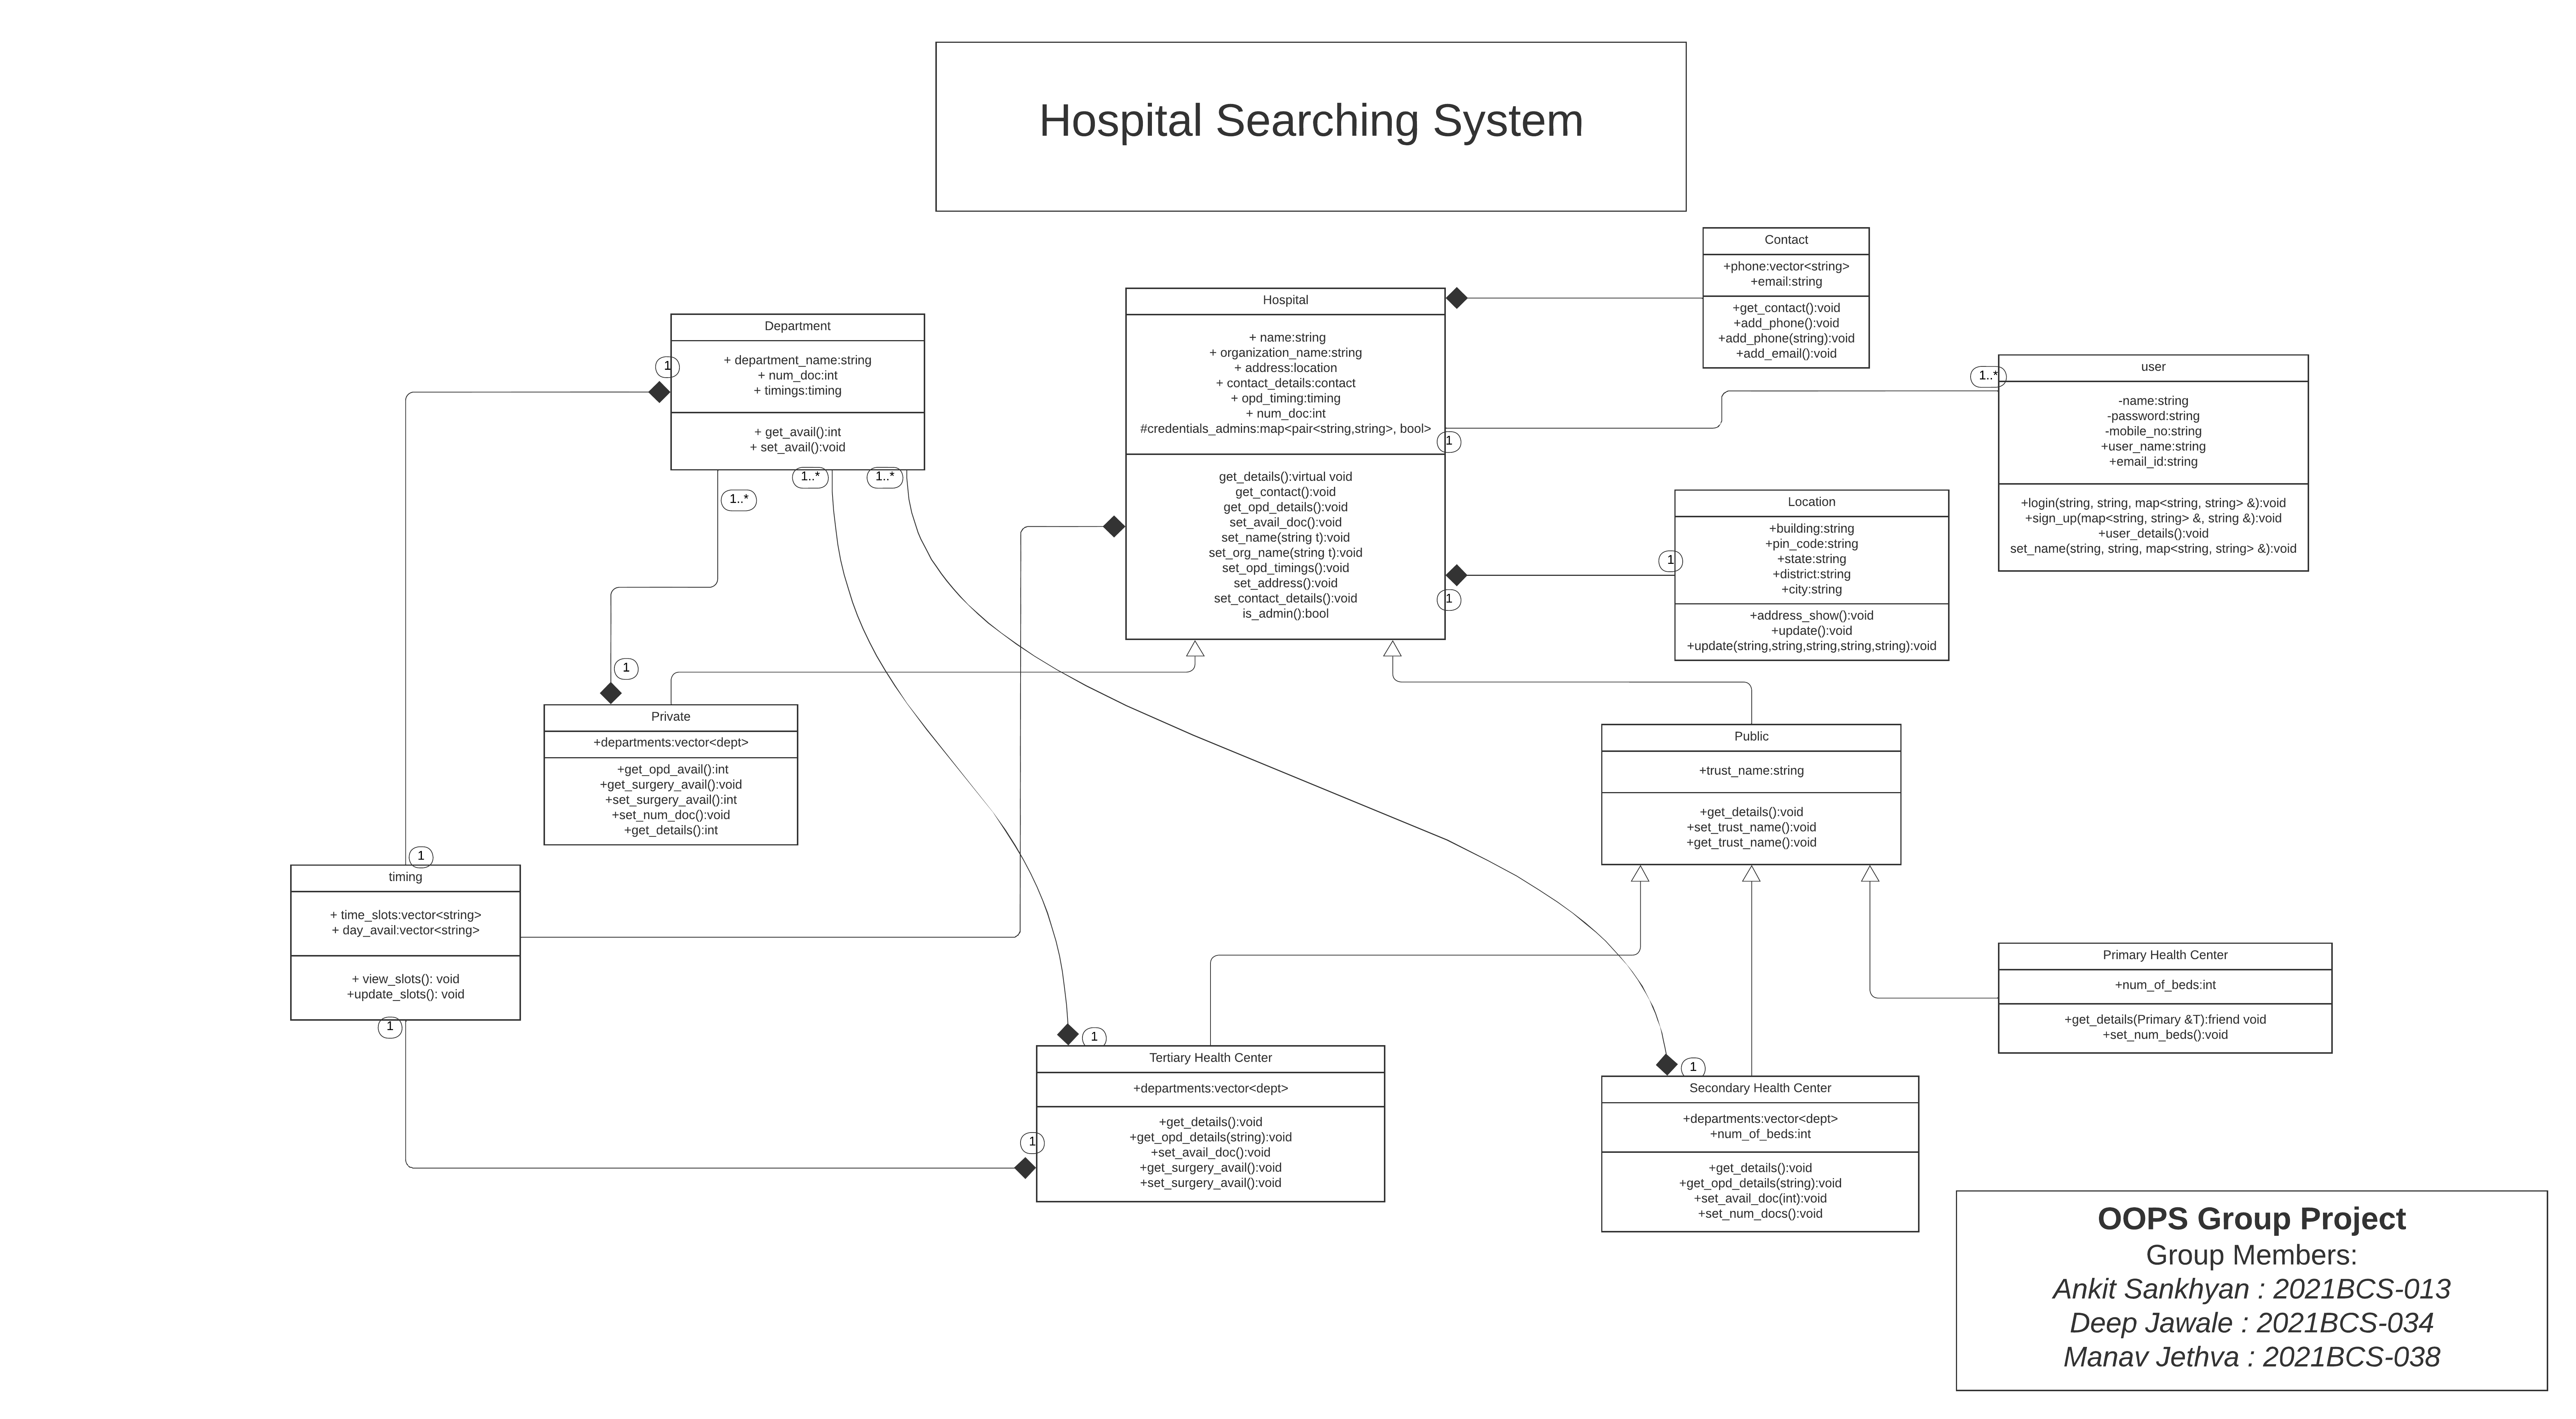 Hospital Searching System
Contact
+phone:vector<string>
+email:string
+get_contact():void
+add_phone():void
+add_phone(string):void
+add_email():void
Hospital
+ name:string
+ organization_name:string
+ address:location
+ contact_details:contact
+ opd_timing:timing
+ num_doc:int
#credentials_admins:map<pair<string,string>, bool>
1
get_details():virtual void
get_contact():void
get_opd_details():void
set_avail_doc():void
set_name(string t):void
set_org_name(string t):void
set_opd_timings():void
set_address():void
set_contact_details():void
is_admin():bool
1
Department
1
+ department_name:string
+ num_doc:int
+ timings:timing
+ get_avail():int
+ set_avail():void
1..*
1..*
1..*
1..*
user
-name:string
-password:string
-mobile_no:string
+user_name:string
+email_id:string
+login(string, string, map<string, string> &):void
+sign_up(map<string, string> &, string &):void
+user_details():void
set_name(string, string, map<string, string> &):void
Location
1
+building:string
+pin_code:string
+state:string
+district:string
+city:string
+address_show():void
+update():void
+update(string,string,string,string,string):void
1
Private
+departments:vector<dept>
+get_opd_avail():int
+get_surgery_avail():void
+set_surgery_avail():int
+set_num_doc():void
+get_details():int
Public
+trust_name:string
+get_details():void
+set_trust_name():void
+get_trust_name():void
1
timing
+ time_slots:vector<string>
+ day_avail:vector<string>
+ view_slots(): void
+update_slots(): void
1
Primary Health Center
+num_of_beds:int
+get_details(Primary &T):friend void
+set_num_beds():void
1
Tertiary Health Center
+departments:vector<dept>
+get_details():void
+get_opd_details(string):void
1
+set_avail_doc():void
+get_surgery_avail():void
+set_surgery_avail():void
1
Secondary Health Center
+departments:vector<dept>
+num_of_beds:int
+get_details():void
+get_opd_details(string):void
+set_avail_doc(int):void
+set_num_docs():void
OOPS Group Project
Group Members:
Ankit Sankhyan : 2021BCS-013
Deep Jawale : 2021BCS-034
Manav Jethva : 2021BCS-038